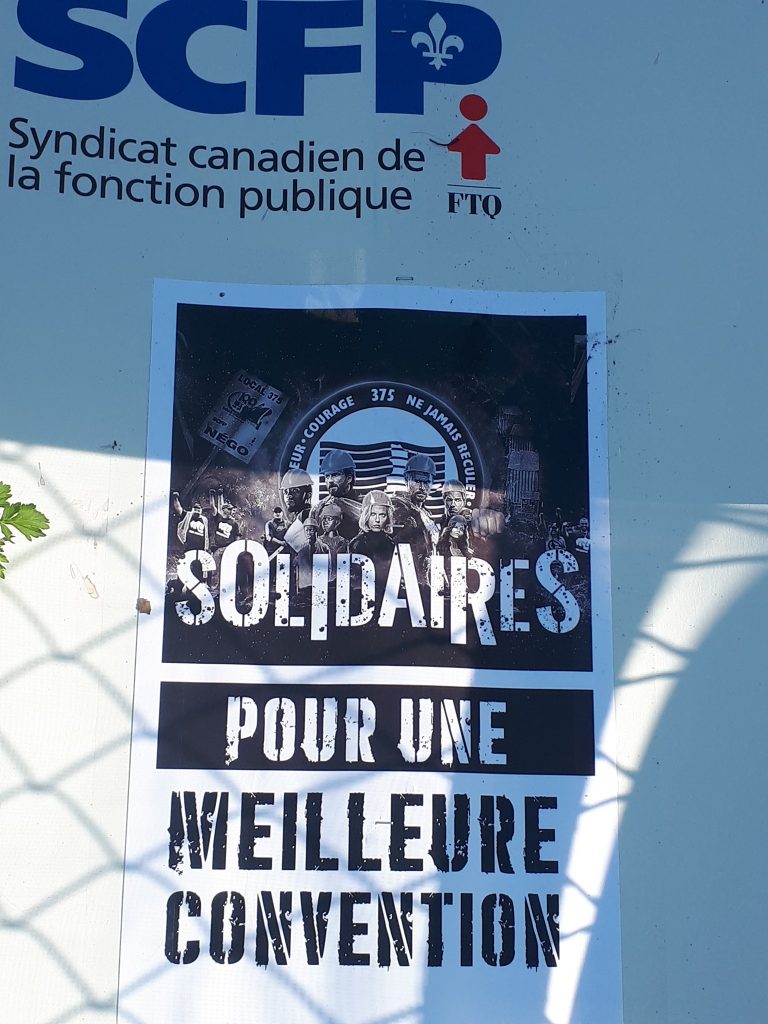 SCFP
Syndicat canadien de
la fonction publique
FTQ
LOCAL 375
NÉGO
COURAGE 375 NE JAMAIS RECULER
SOLIDAIRES
POUR UNE
MEILLEURE
CONVENTION